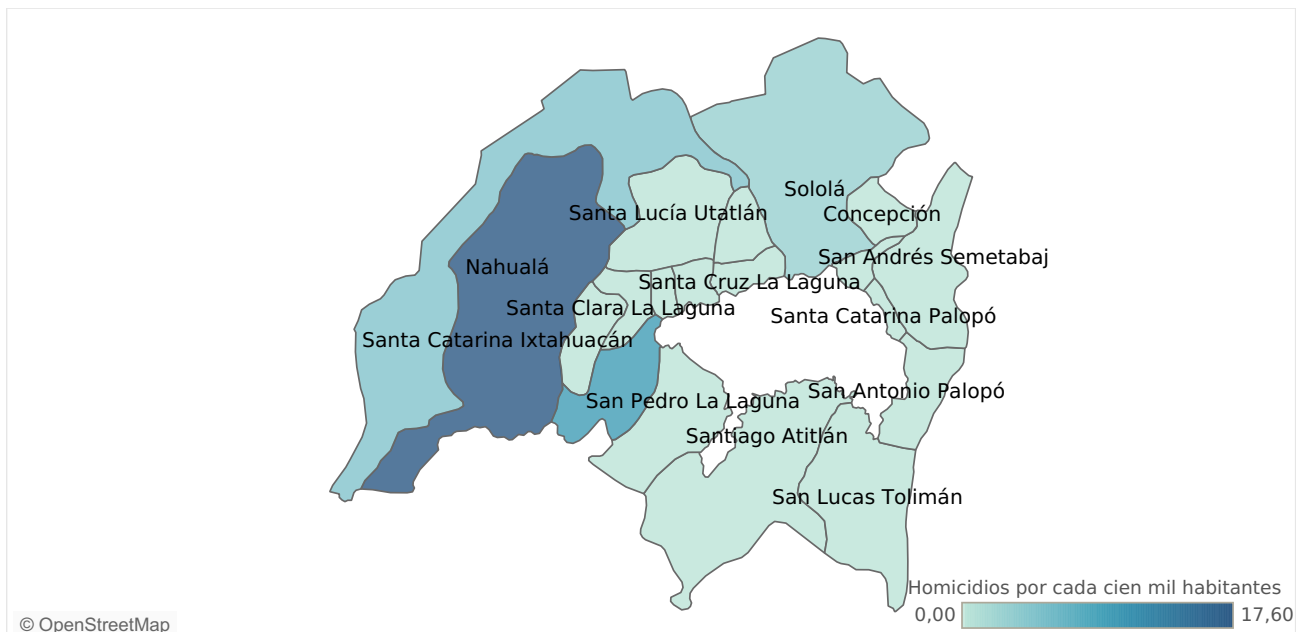 Sololá
Santa Lucía Utatlán
Concepción
San Andrés Semetabaj
Nahualá
Santa Cruz La Laguna
Santa Clara La Laguna
Santa Catarina Palopó
Santa Catarina Ixtahuacán
San Antonio Palopó
San Pedro La Laguna
Santiago Atitlán
San Lucas Tolimán
Homicidios por cada cien mil habitantes
0,00 17,60
© OpenStreetMap